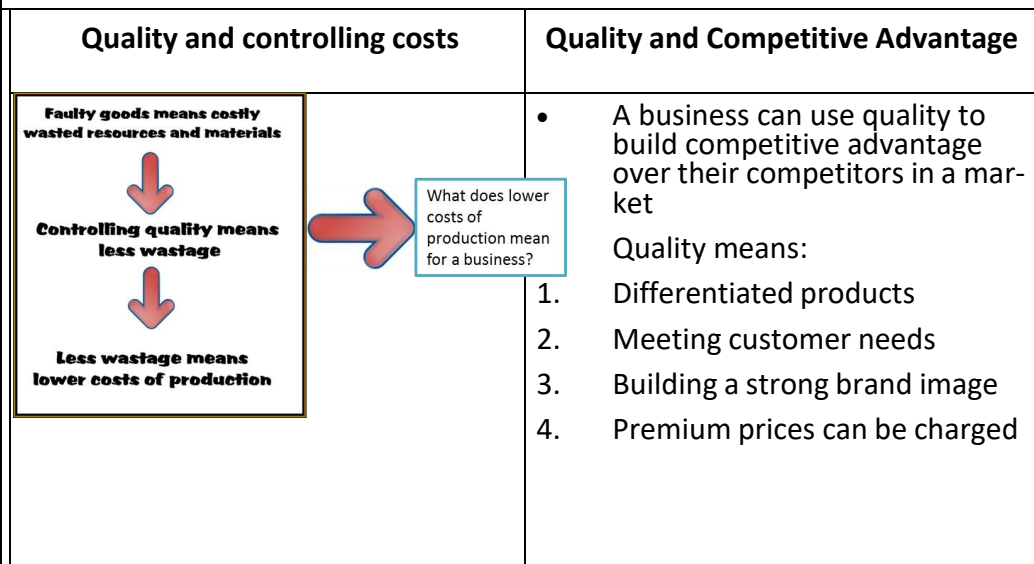 Quality and controlling costs
Quality and Competitive Advantage
Faulty goods means costly
wasted resources and materials
Controlling quality means
less wastage
Less wastage means
lower costs of production
What does lower
costs of
production mean
for a business?
• A business can use quality to
build competitive advantage
over their competitors in a mar-
ket
Quality means:
1. Differentiated products
2. Meeting customer needs
3. Building a strong brand image
4. Premium prices can be charged